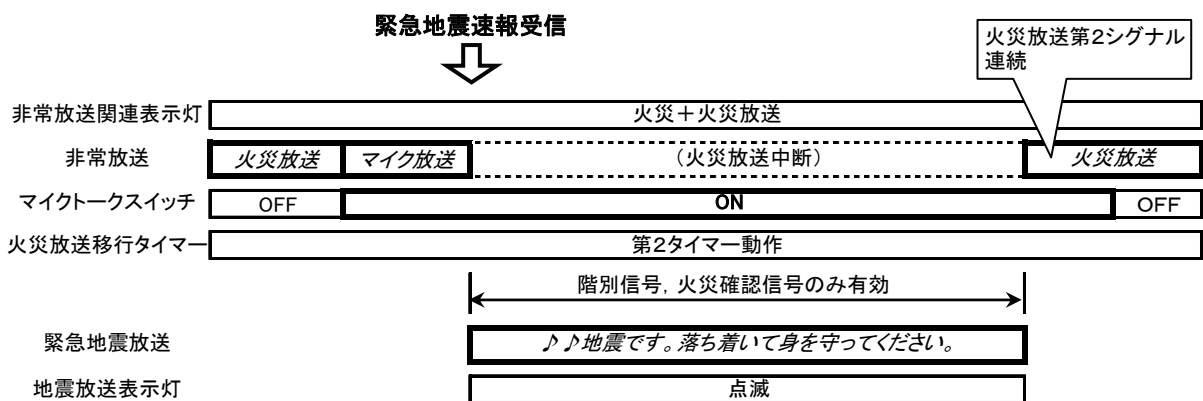 緊急地震速報受信
火災放送第2シグナル
連続
非常放送関連表示灯
火災＋火災放送
非常放送
火災放送
マイク放送
（火災放送中断）
火災放送
マイクトークスイッチ
OFF
ON
OFF
火災放送移行タイマー
第2タイマー動作
階別信号，火災確認信号のみ有効
緊急地震放送
♪♪地震です。落ち着いて身を守ってください。
地震放送表示灯
点滅